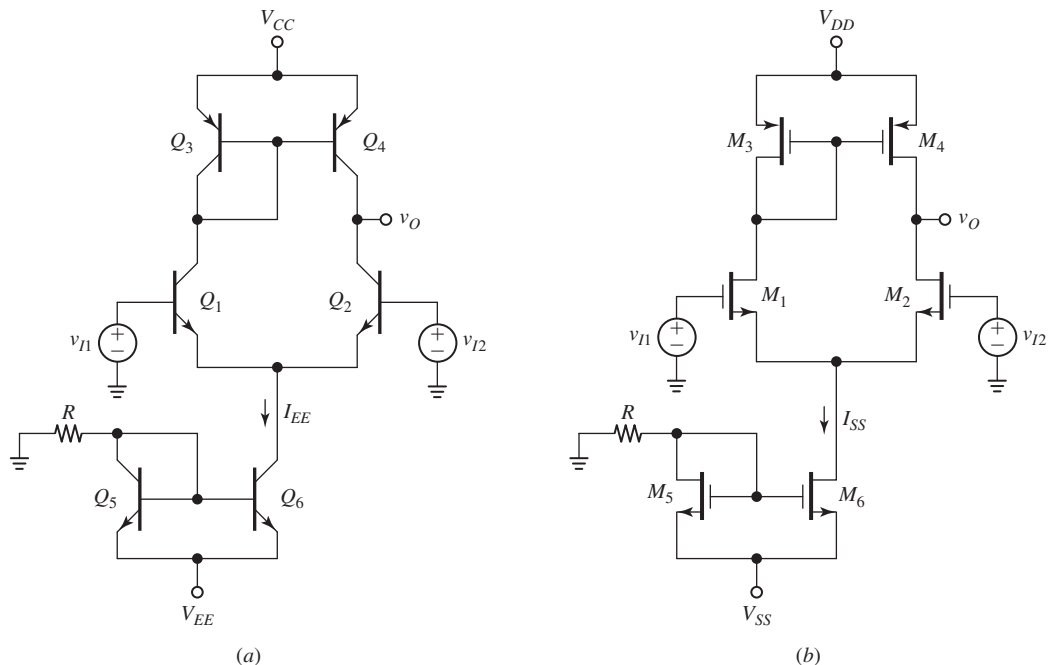 V_CC
Q_3
Q_4
v_O
Q_1
Q_2
v_I1
v_I2
R
I_EE
Q_5
Q_6
V_EE
(a)
V_DD
M_3
M_4
v_O
M_1
M_2
v_I1
v_I2
R
I_SS
M_5
M_6
V_SS
(b)